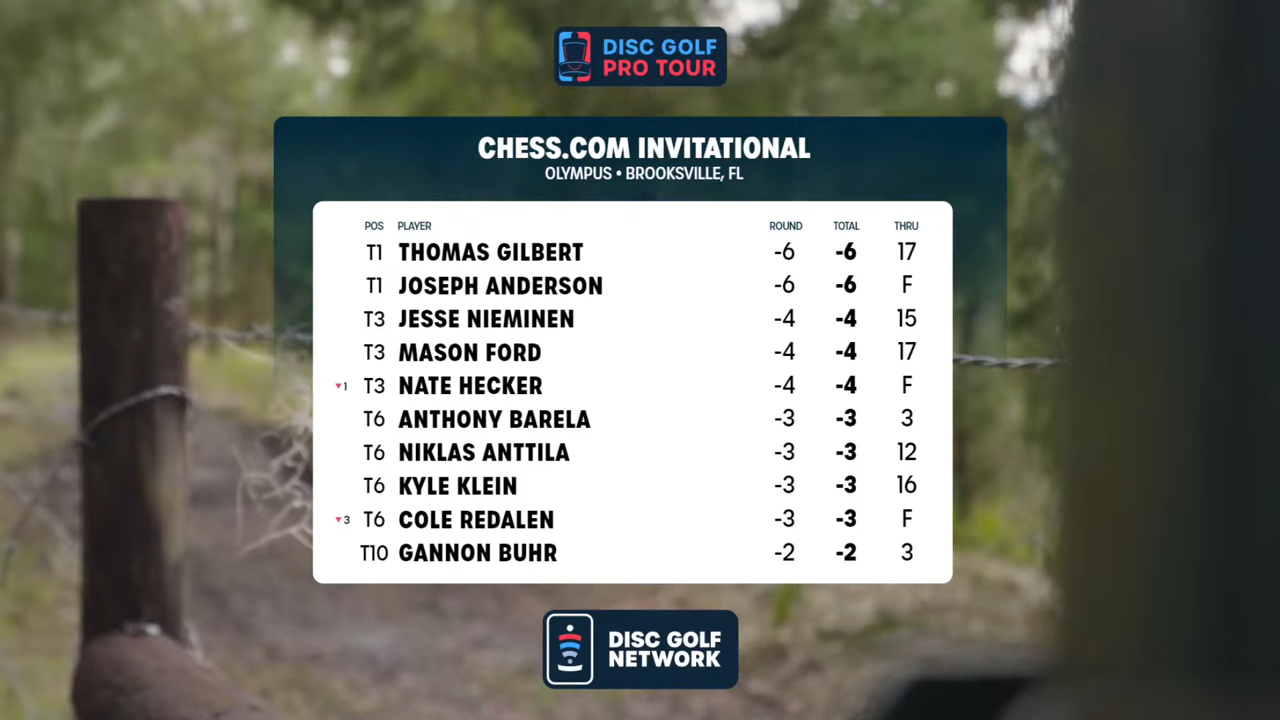 DISC GOLF
PRO TOUR
CHESS.COM INVITATIONAL
OLYMPUS • BROOKSVILLE, FL
POS PLAYER ROUND TOTAL THRU
T1 THOMAS GILBERT -6 -6 17
T1 JOSEPH ANDERSON -6 -6 F
T3 JESSE NIEMINEN -4 -4 15
T3 MASON FORD -4 -4 17
▼1 T3 NATE HECKER -4 -4 F
T6 ANTHONY BARELA -3 -3 3
T6 NIKLAS ANTTILA -3 -3 12
T6 KYLE KLEIN -3 -3 16
▼3 T6 COLE REDALEN -3 -3 F
T10 GANNON BUHR -2 -2 3
DISC GOLF
NETWORK